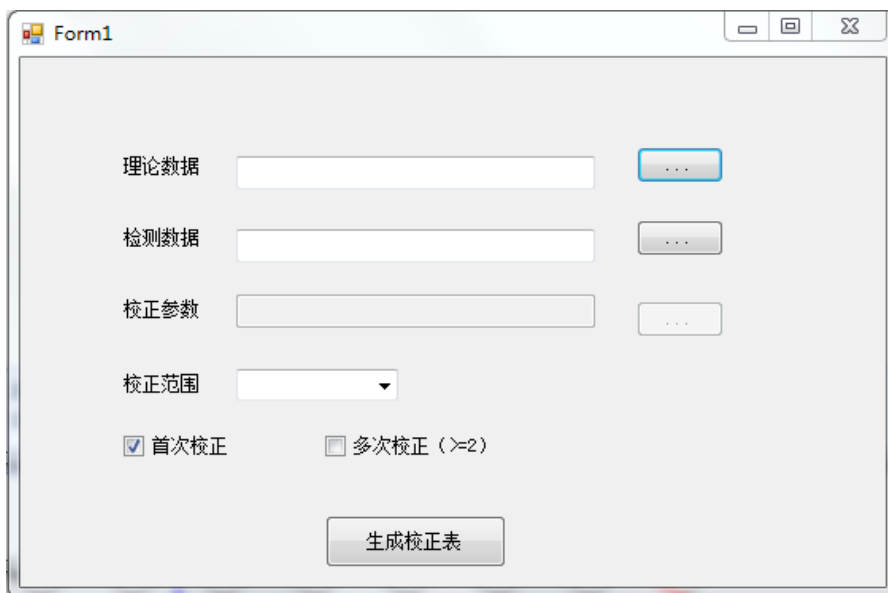 Form1
理论数据 ...
检测数据 ...
校正参数 ...
校正范围
首次校正 多次校正（>=2）
生成校正表